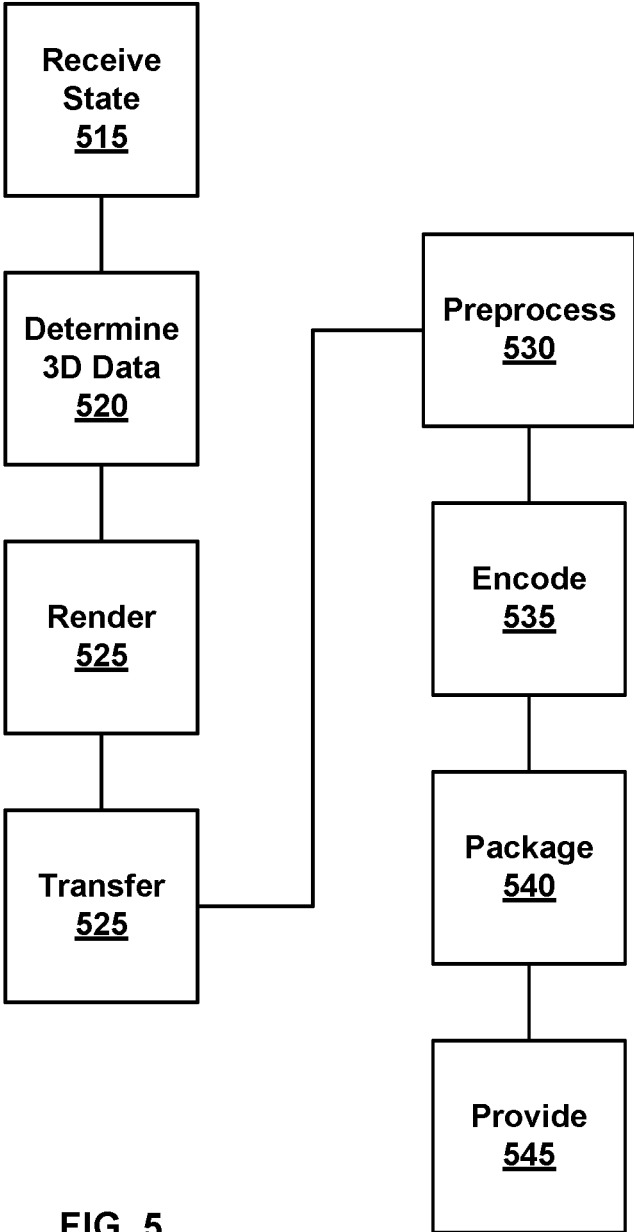 Receive
State
515
Determine
3D Data
520
Render
525
Transfer
525
Preprocess
530
Encode
535
Package
540
Provide
545
FIG. 5